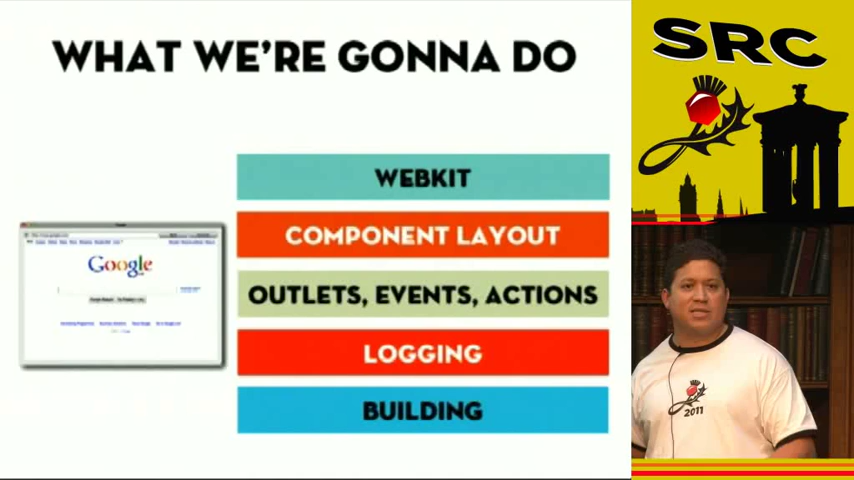 WHAT WE'RE GONNA DO
SRC
WEBKIT
COMPONENT LAYOUT
Google
OUTLETS, EVENTS, ACTIONS
LOGGING
2011
BUILDING